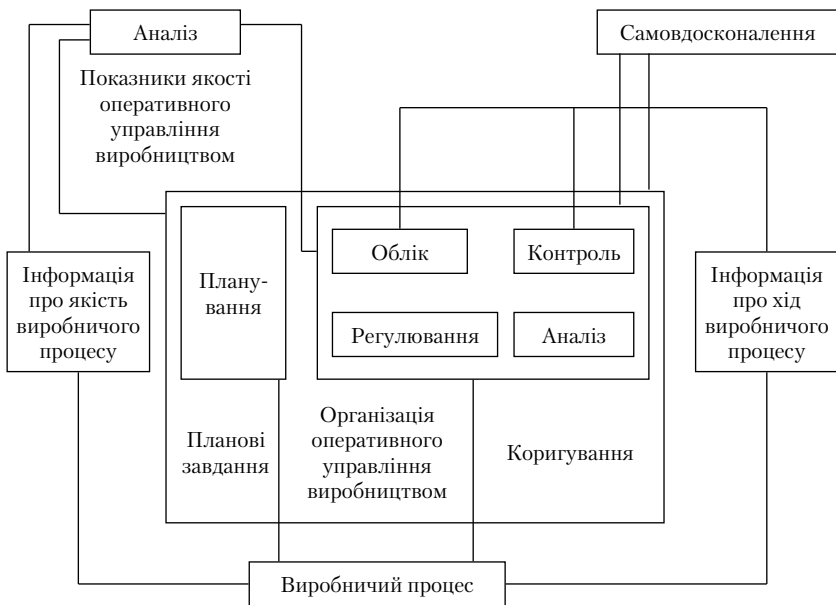 Аналіз
Самовдосконалення
Показники якості
оперативного
управління
виробництвом
Облік
Контроль
Плану-
вання
Інформація
про якість
виробничого
процесу
Інформація
про хід
виробничого
процесу
Регулювання
Аналіз
Планові
завдання
Організація
оперативного
управління
виробництвом
Коригування
Виробничий процес